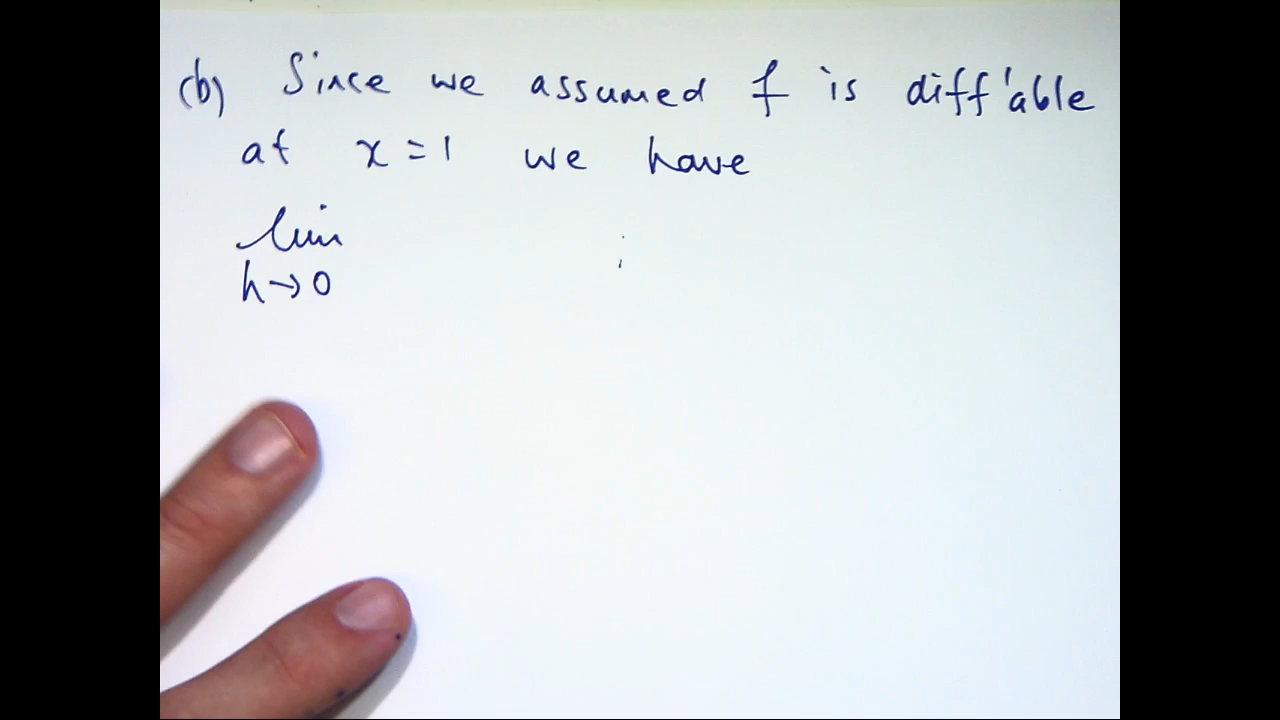 (b) Since we assumed f is diff'able
at x = 1 we have
lim
h → 0